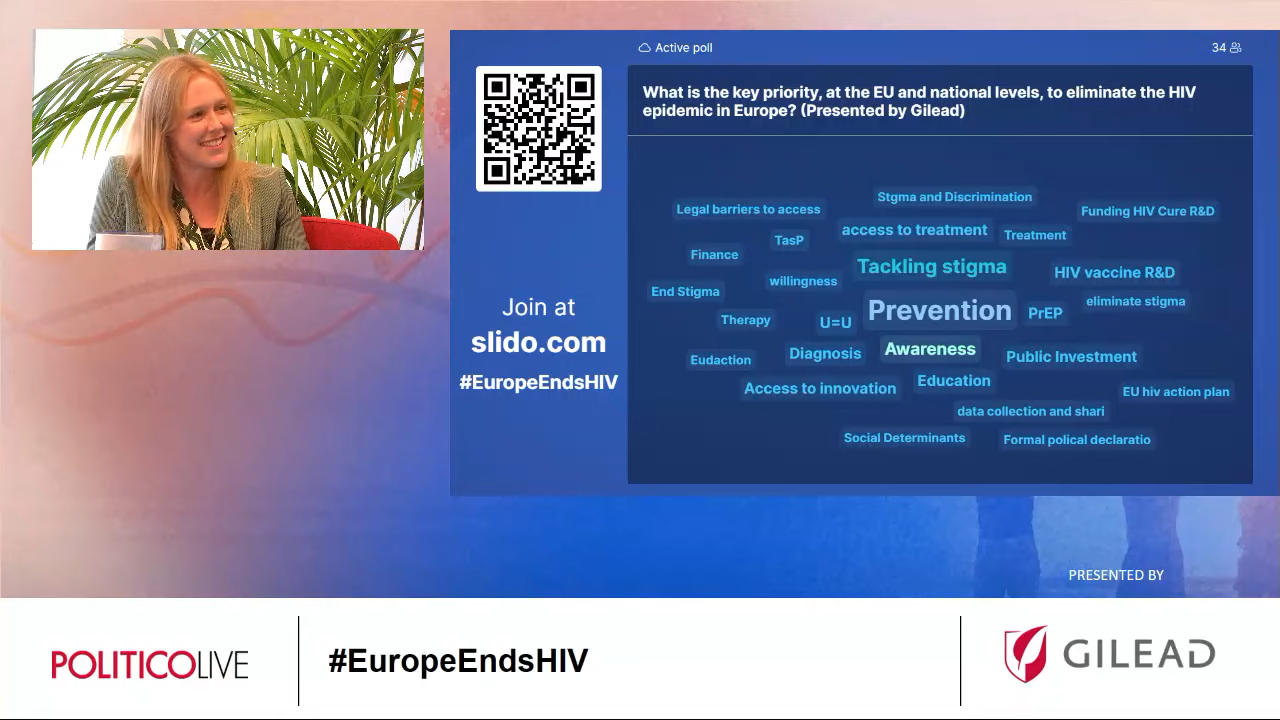 Active poll
34
What is the key priority, at the EU and national levels, to eliminate the HIV
epidemic in Europe? (Presented by Gilead)
Join at
slido.com
#EuropeEndsHIV
Stgma and Discrimination
Legal barriers to access
Funding HIV Cure R&D
access to treatment
Treatment
TasP
Finance
Tackling stigma
HIV vaccine R&D
willingness
End Stigma
eliminate stigma
Prevention
PrEP
Therapy
U=U
Awareness
Diagnosis
Public Investment
Eudaction
Education
Access to innovation
EU hiv action plan
data collection and shari
Social Determinants
Formal polical declaratio
PRESENTED BY
POLITICOLIVE
#EuropeEndsHIV
GILEAD